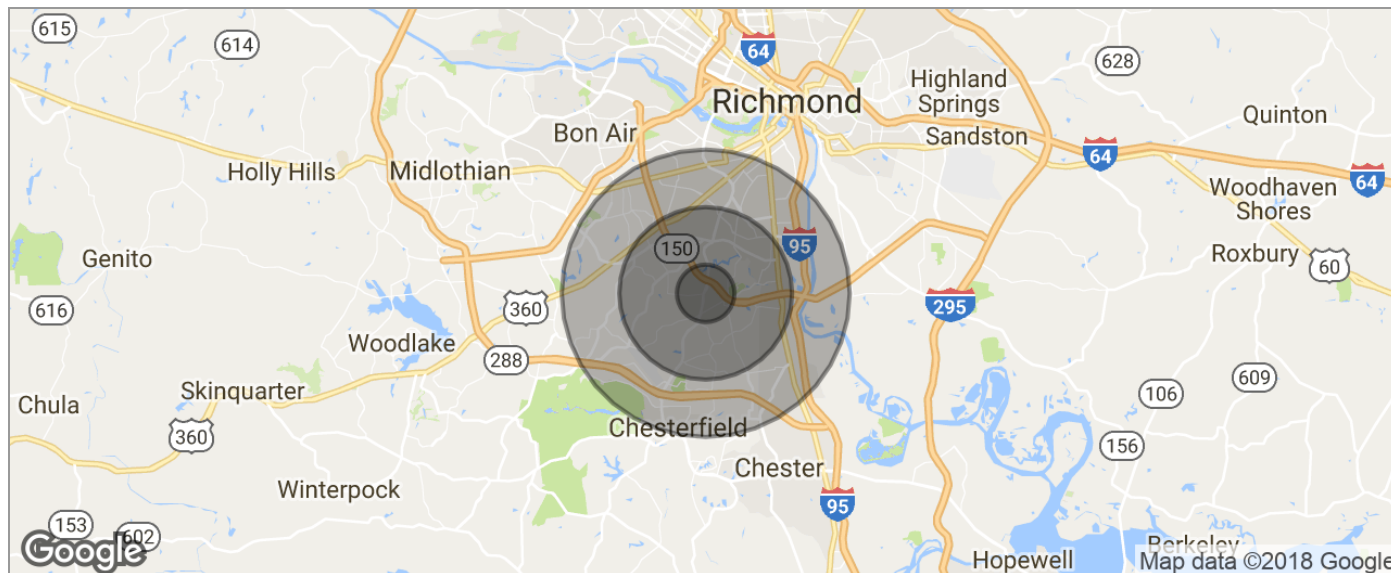 615
614
64
628
Highland
Springs
Richmond
Quinton
Bon Air
Sandston
64
Holly Hills
Midlothian
64
Woodhaven
Shores
150
95
Genito
Roxbury
60
616
360
295
Woodlake
288
Skinquarter
106
609
Chula
360
Chesterfield
156
Chester
Winterpock
95
153
602
Google
Berkeley
Hopewell
Map data ©2018 Google